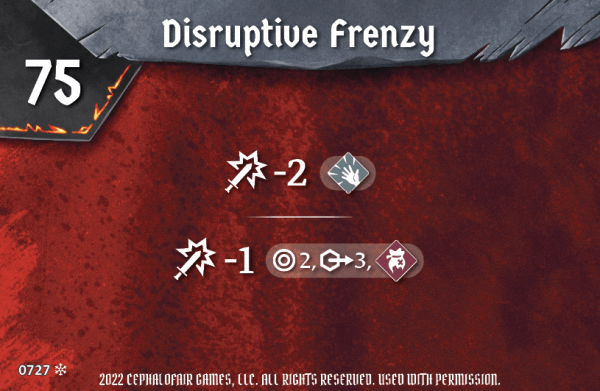 Disruptive Frenzy
75
-2
-1 2, 3,
0727
2022 CEPHALOFAIR GAMES, LLC. ALL RIGHTS RESERVED. USED WITH PERMISSION.